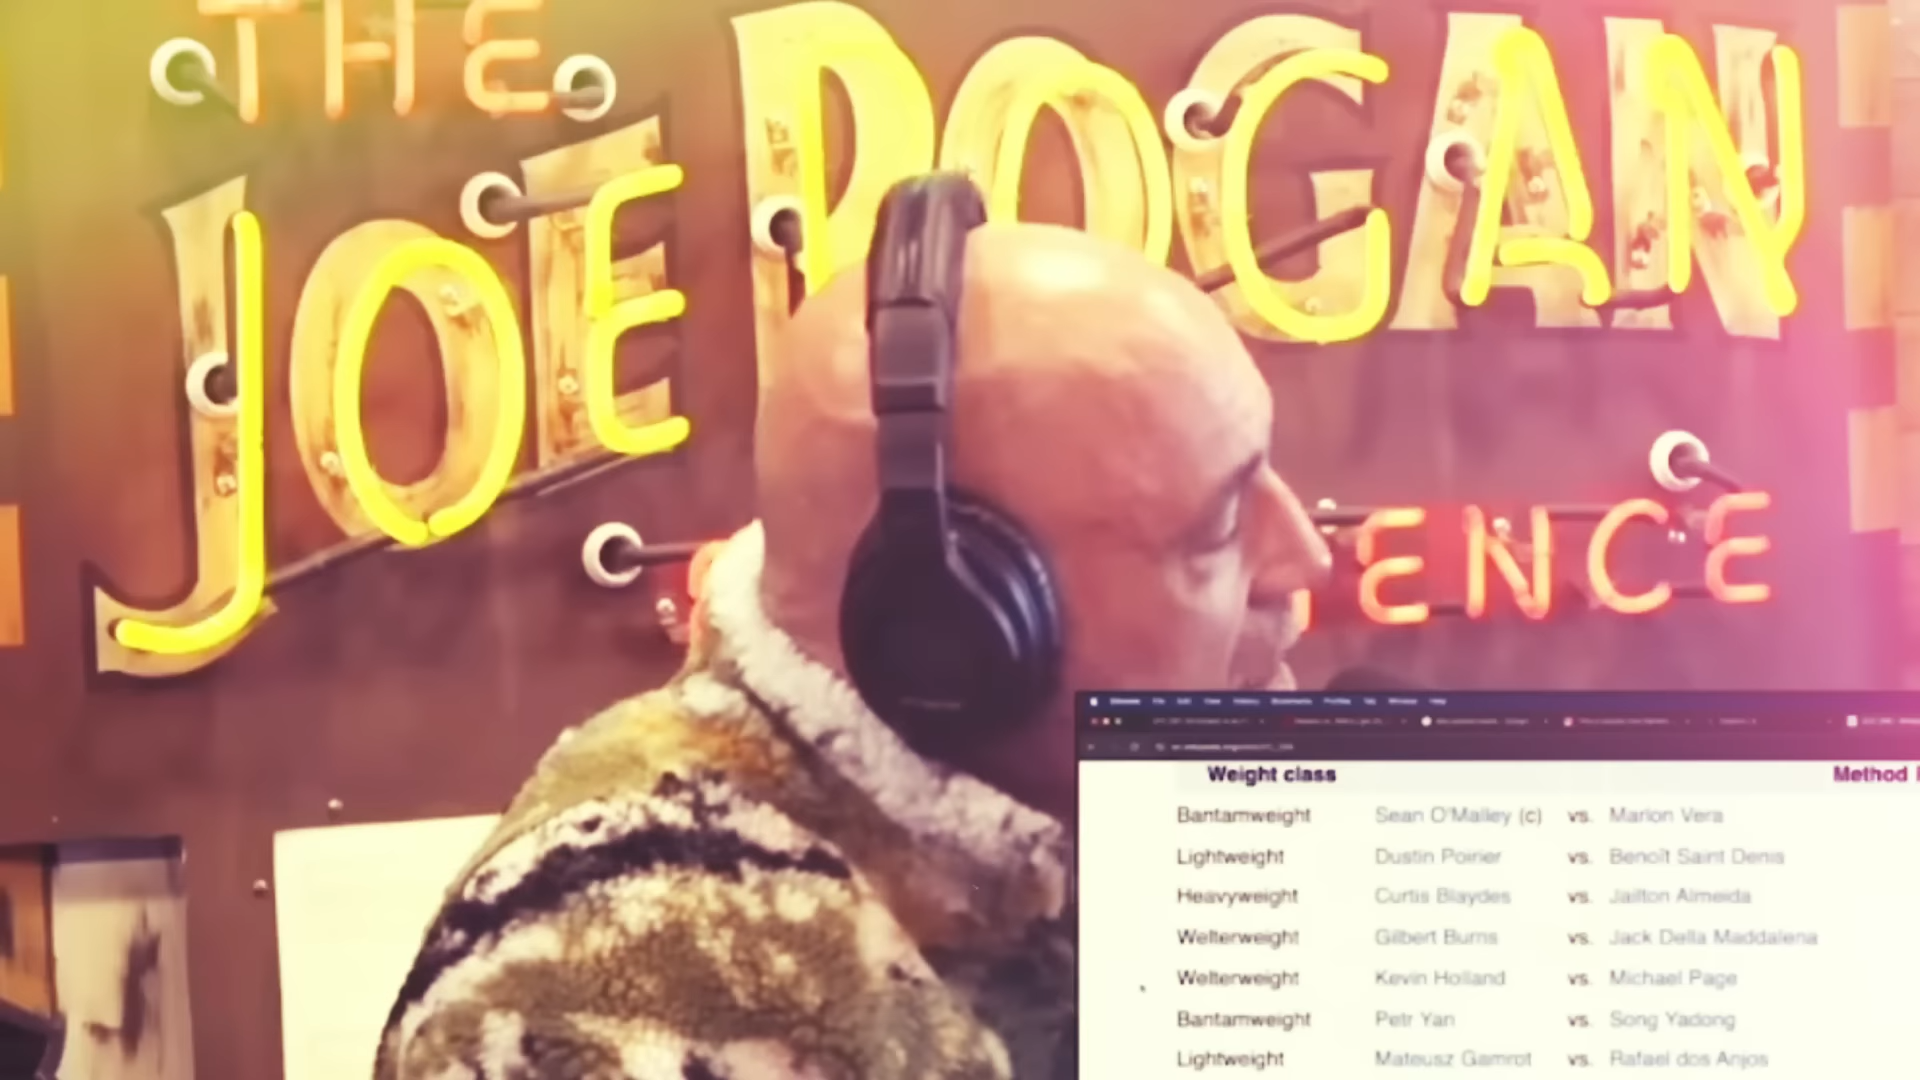 THE
JOE ROGAN
ENCE
Weight class Method
Bantamweight Sean O'Malley (c) vs. Marlon Vera
Lightweight Dustin Poirier vs. Benoît Saint Denis
Heavyweight Curtis Blaydes vs. Jailton Almeida
Welterweight Gilbert Burns vs. Jack Della Maddalena
Welterweight Kevin Holland vs. Michael Page
Bantamweight Petr Yan vs. Song Yadong
Lightweight Mateusz Gamrot vs. Rafael dos Anjos